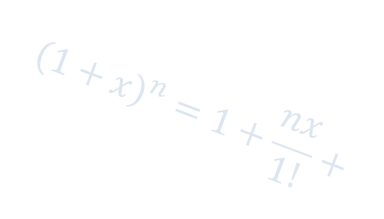 (1 + x)ⁿ = 1 + nx/1! +